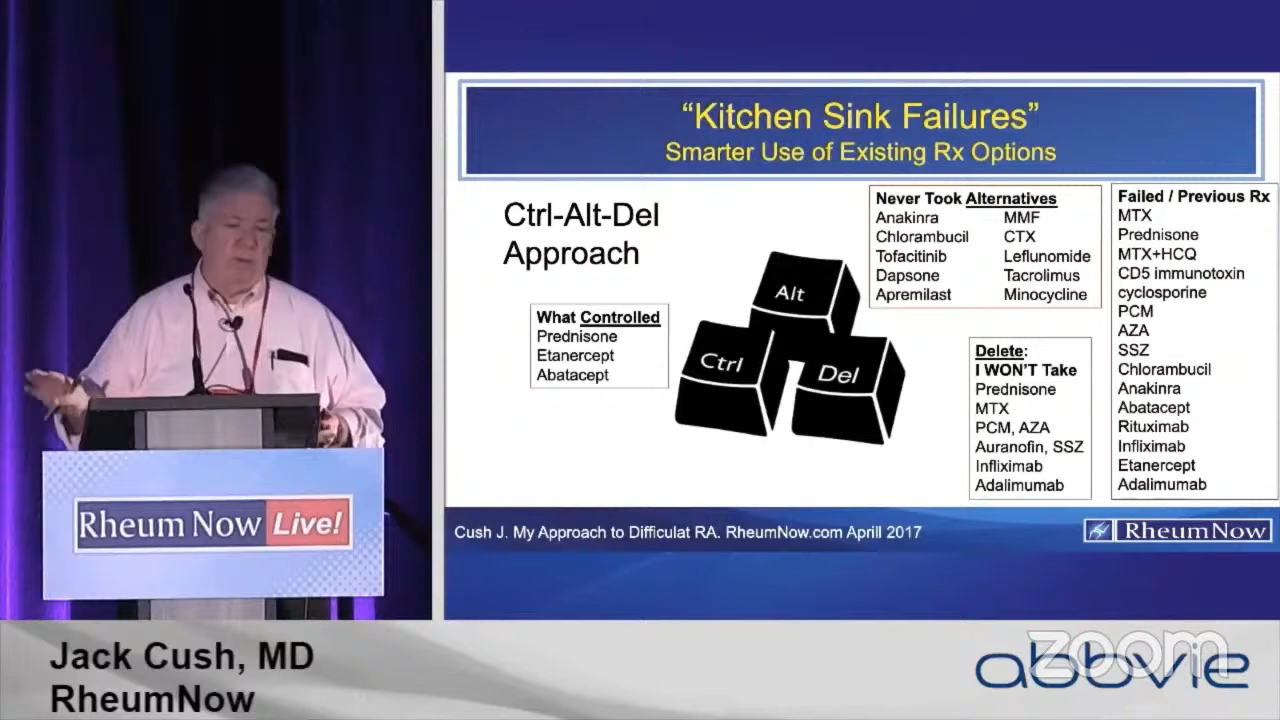 “Kitchen Sink Failures”
Smarter Use of Existing Rx Options
Ctrl-Alt-Del
Approach
What Controlled
Prednisone
Etanercept
Abatacept
Alt
Ctrl
Del
Never Took Alternatives
Anakinra MMF
Chlorambucil CTX
Tofacitinib Leflunomide
Dapsone Tacrolimus
Apremilast Minocycline
Delete:
I WON’T Take
Prednisone
MTX
PCM, AZA
Auranofin, SSZ
Infliximab
Adalimumab
Failed / Previous Rx
MTX
Prednisone
MTX+HCQ
CD5 immunotoxin
cyclosporine
PCM
AZA
SSZ
Chlorambucil
Anakinra
Abatacept
Rituximab
Infliximab
Etanercept
Adalimumab
Cush J. My Approach to Difficulat RA. RheumNow.com Aprill 2017
RheumNow
Rheum Now Live!
Jack Cush, MD
RheumNow
zoom
abbvie